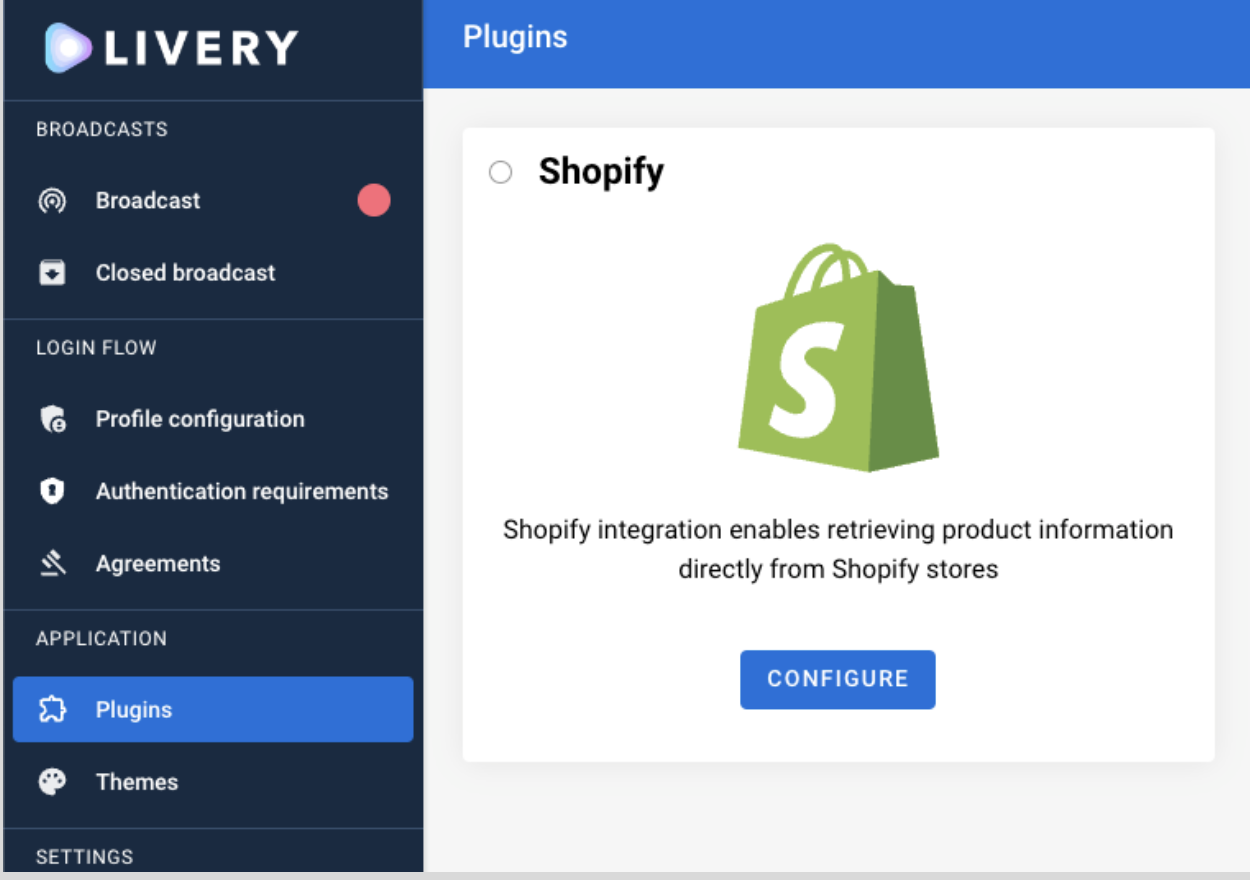 LIVERY
BROADCASTS
Broadcast
Closed broadcast
LOGIN FLOW
Profile configuration
Authentication requirements
Agreements
APPLICATION
Plugins
Themes
SETTINGS
Plugins
Shopify
S
Shopify integration enables retrieving product information
directly from Shopify stores
CONFIGURE